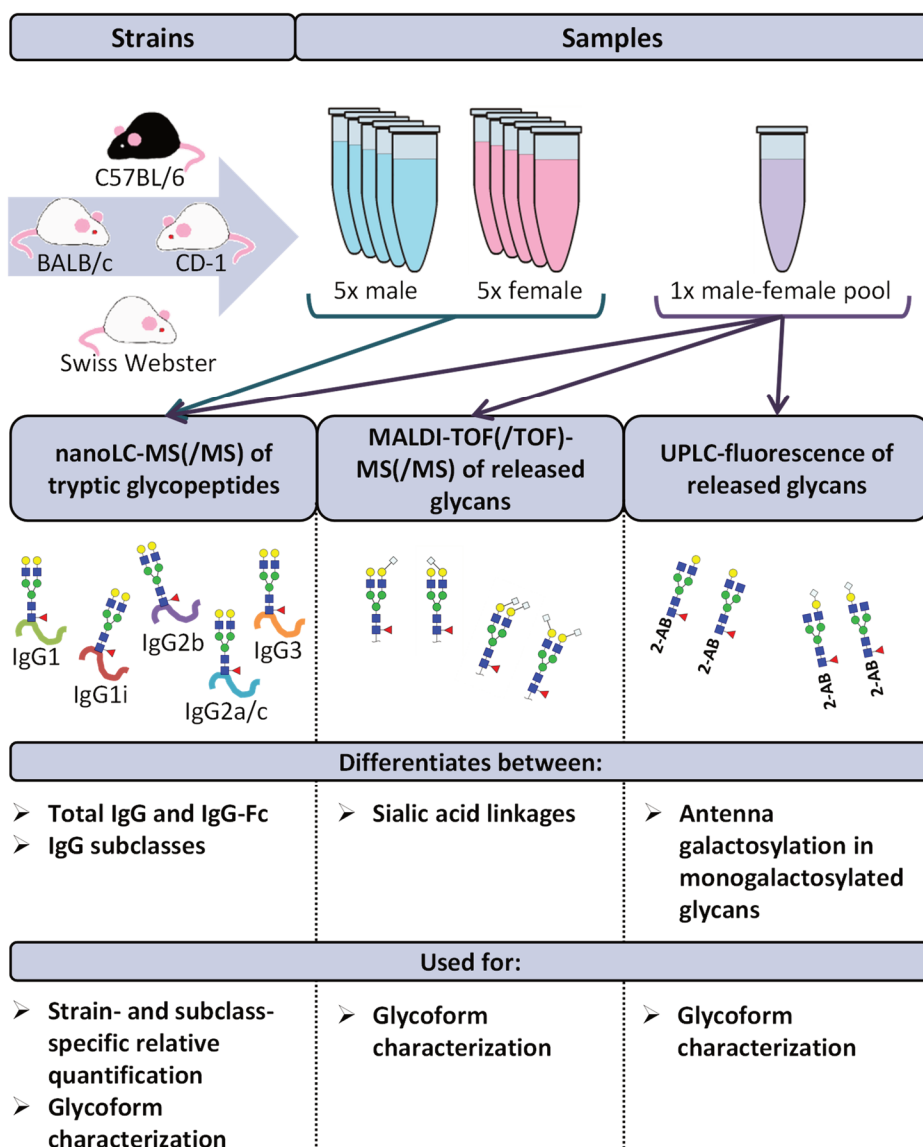 Strains
Samples
C57BL/6
BALB/c
CD-1
Swiss Webster
5x male
5x female
1x male-female pool
nanoLC-MS(/MS) of
tryptic glycopeptides
MALDI-TOF(/TOF)-
MS(/MS) of released
glycans
UPLC-fluorescence of
released glycans
IgG1
IgG1i
IgG2b
IgG2a/c
IgG3
2-AB
2-AB
2-AB
2-AB
Differentiates between:
➢ Total IgG and IgG-Fc
➢ IgG subclasses
➢ Sialic acid linkages
➢ Antenna
galactosylation in
monogalactosylated
glycans
Used for:
➢ Strain- and subclass-
specific relative
quantification
➢ Glycoform
characterization
➢ Glycoform
characterization
➢ Glycoform
characterization